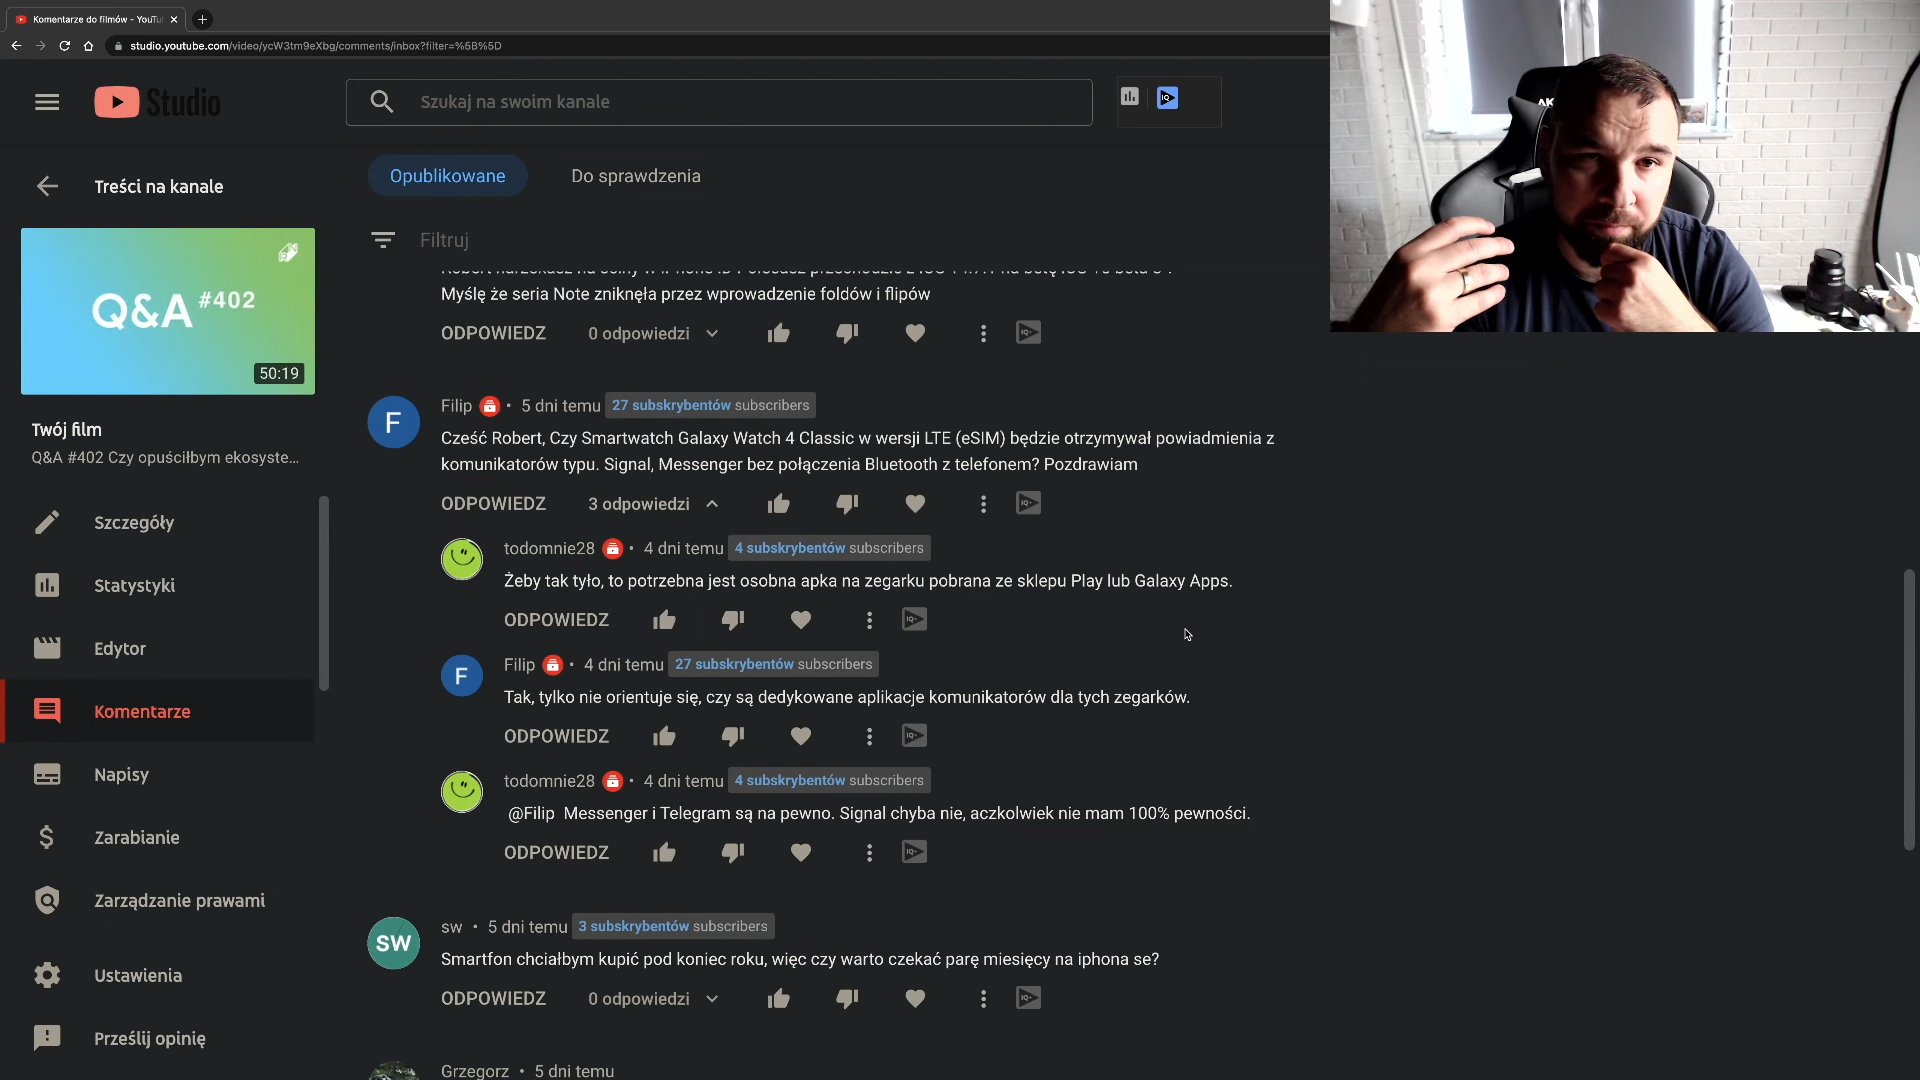 Komentarze do filmów - YouTu
studio.youtube.com/video/ycW3tm9eXbg/comments/inbox?filter=%5B%5D
Studio
Szukaj na swoim kanale
Treści na kanale
Opublikowane
Do sprawdzenia
Filtruj
Q&A #402
50:19
Twój film
Q&A #402 Czy opuściłbym ekosyste...
Szczegóły
Statystyki
Edytor
Komentarze
Napisy
Zarabianie
Zarządzanie prawami
Ustawienia
Prześlij opinię
Myślę że seria Note zniknęła przez wprowadzenie foldów i flipów
ODPOWIEDZ 0 odpowiedzi
Filip • 5 dni temu 27 subskrybentów subscribers
Cześć Robert, Czy Smartwatch Galaxy Watch 4 Classic w wersji LTE (eSIM) będzie otrzymywał powiadmienia z
komunikatorów typu. Signal, Messenger bez połączenia Bluetooth z telefonem? Pozdrawiam
ODPOWIEDZ 3 odpowiedzi
todomnie28 • 4 dni temu 4 subskrybentów subscribers
Żeby tak tyło, to potrzebna jest osobna apka na zegarku pobrana ze sklepu Play lub Galaxy Apps.
ODPOWIEDZ
F
Filip • 4 dni temu 27 subskrybentów subscribers
Tak, tylko nie orientuje się, czy są dedykowane aplikacje komunikatorów dla tych zegarków.
ODPOWIEDZ
todomnie28 • 4 dni temu 4 subskrybentów subscribers
@Filip Messenger i Telegram są na pewno. Signal chyba nie, aczkolwiek nie mam 100% pewności.
ODPOWIEDZ
SW
sw • 5 dni temu 3 subskrybentów subscribers
Smartfon chciałbym kupić pod koniec roku, więc czy warto czekać parę miesięcy na iphona se?
ODPOWIEDZ 0 odpowiedzi
Grzegorz • 5 dni temu